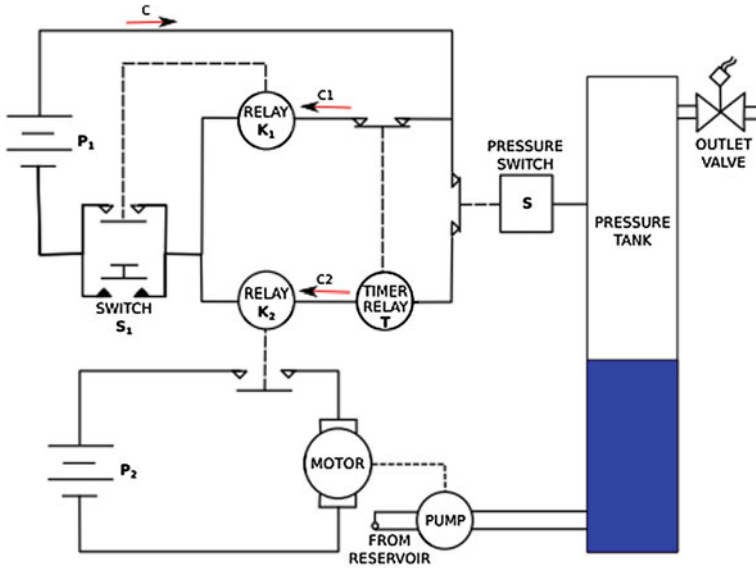 C
P₁
RELAY
K₁
C1
PRESSURE
SWITCH
S
OUTLET
VALVE
PRESSURE
TANK
SWITCH
S₁
RELAY
K₂
C2
TIMER
RELAY
T
P₂
MOTOR
PUMP
FROM
RESERVOIR